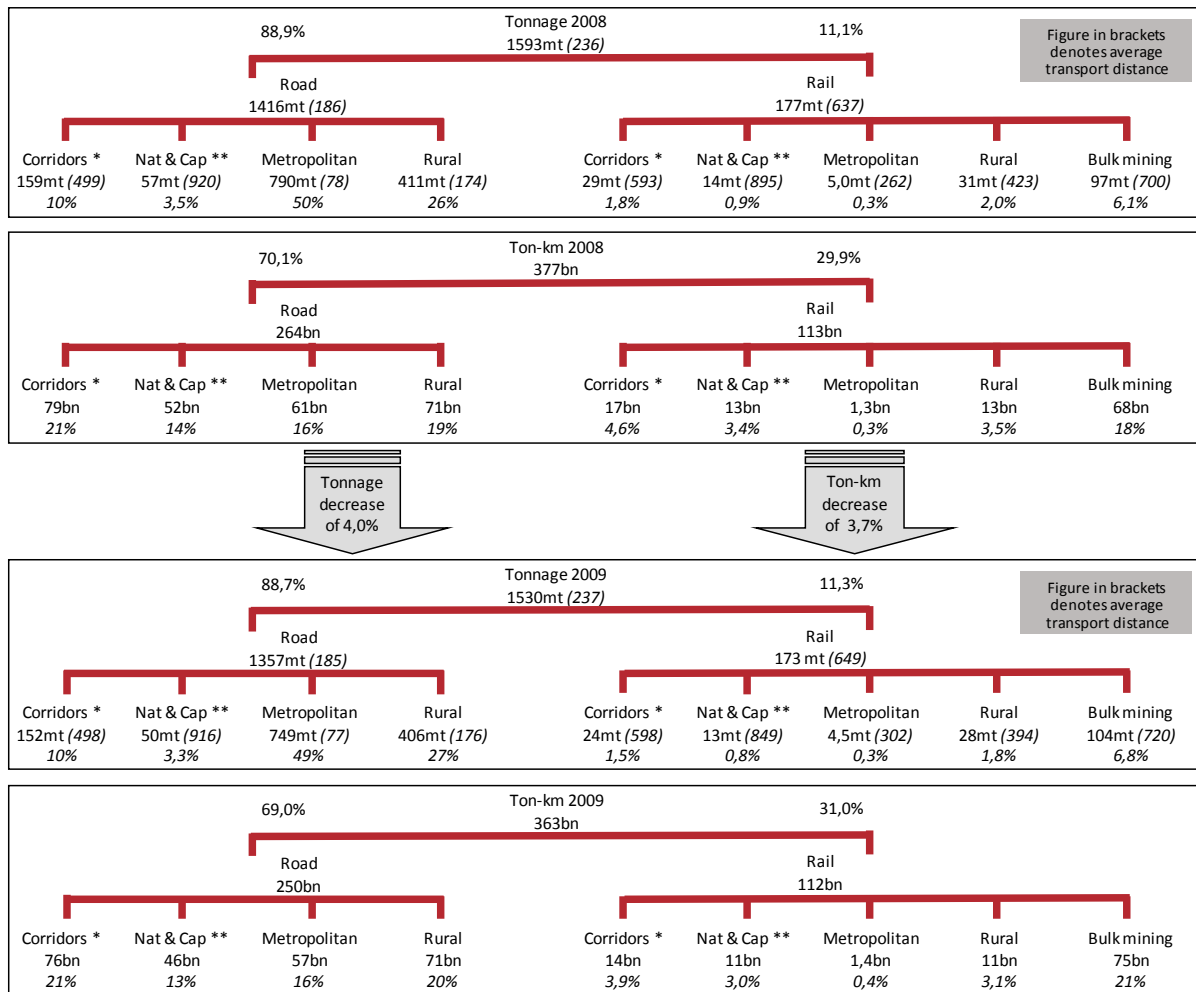 Tonnage 2008
88,9%
1593mt (236)
11,1%
Figure in brackets
denotes average
transport distance
Road
1416mt (186)
Rail
177mt (637)
Corridors *
159mt (499)
10%
Nat & Cap **
57mt (920)
3,5%
Metropolitan
790mt (78)
50%
Rural
411mt (174)
26%
Corridors *
29mt (593)
1,8%
Nat & Cap **
14mt (895)
0,9%
Metropolitan
5,0mt (262)
0,3%
Rural
31mt (423)
2,0%
Bulk mining
97mt (700)
6,1%
Ton-km 2008
70,1%
377bn
29,9%
Road
264bn
Rail
113bn
Corridors *
79bn
21%
Nat & Cap **
52bn
14%
Metropolitan
61bn
16%
Rural
71bn
19%
Corridors *
17bn
4,6%
Nat & Cap **
13bn
3,4%
Metropolitan
1,3bn
0,3%
Rural
13bn
3,5%
Bulk mining
68bn
18%
Tonnage
decrease
of 4,0%
Ton-km
decrease
of 3,7%
Tonnage 2009
88,7%
1530mt (237)
11,3%
Figure in brackets
denotes average
transport distance
Road
1357mt (185)
Rail
173 mt (649)
Corridors *
152mt (498)
10%
Nat & Cap **
50mt (916)
3,3%
Metropolitan
749mt (77)
49%
Rural
406mt (176)
27%
Corridors *
24mt (598)
1,5%
Nat & Cap **
13mt (849)
0,8%
Metropolitan
4,5mt (302)
0,3%
Rural
28mt (394)
1,8%
Bulk mining
104mt (720)
6,8%
Ton-km 2009
69,0%
363bn
31,0%
Road
250bn
Rail
112bn
Corridors *
76bn
21%
Nat & Cap **
46bn
13%
Metropolitan
57bn
16%
Rural
71bn
20%
Corridors *
14bn
3,9%
Nat & Cap **
11bn
3,0%
Metropolitan
1,4bn
0,4%
Rural
11bn
3,1%
Bulk mining
75bn
21%